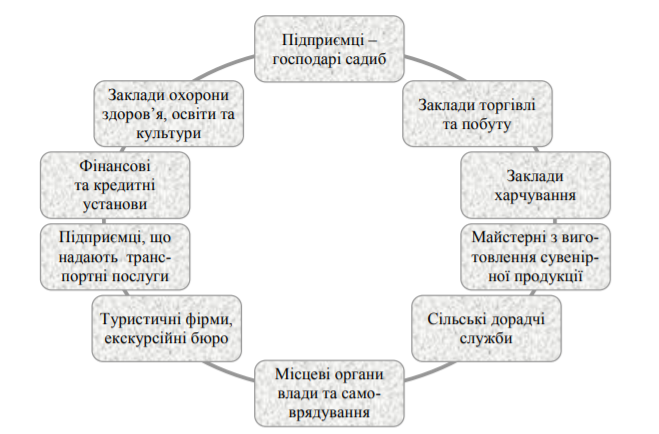 Підприємці –
господарі садиб
Заклади охорони
здоров’я, освіти та
культури
Заклади торгівлі
та побуту
Фінансові
та кредитні
установи
Заклади
харчування
Підприємці, що
надають транс-
портні послуги
Майстерні з виго-
товлення сувенір-
ної продукції
Туристичні фірми,
екскурсійні бюро
Сільські дорадчі
служби
Місцеві органи
влади та само-
врядування